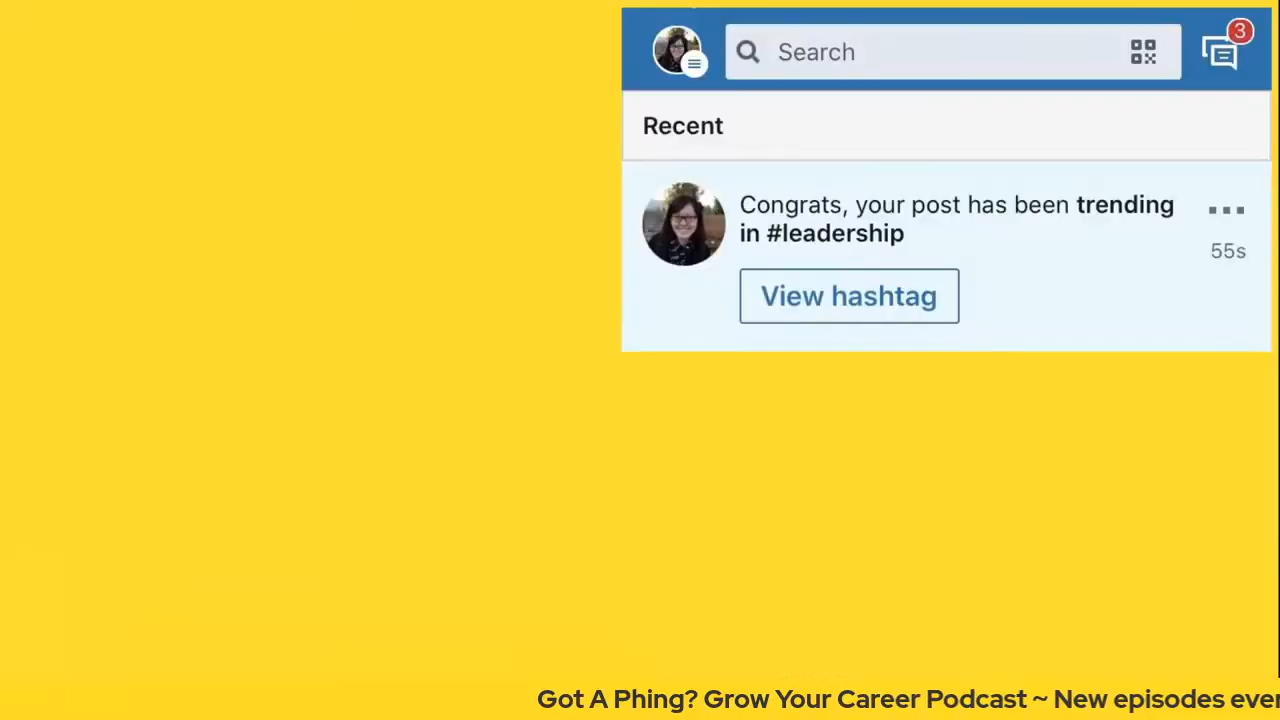 3
Search
Recent
Congrats, your post has been trending
in #leadership
55s
View hashtag
Got A Phing? Grow Your Career Podcast ~ New episodes